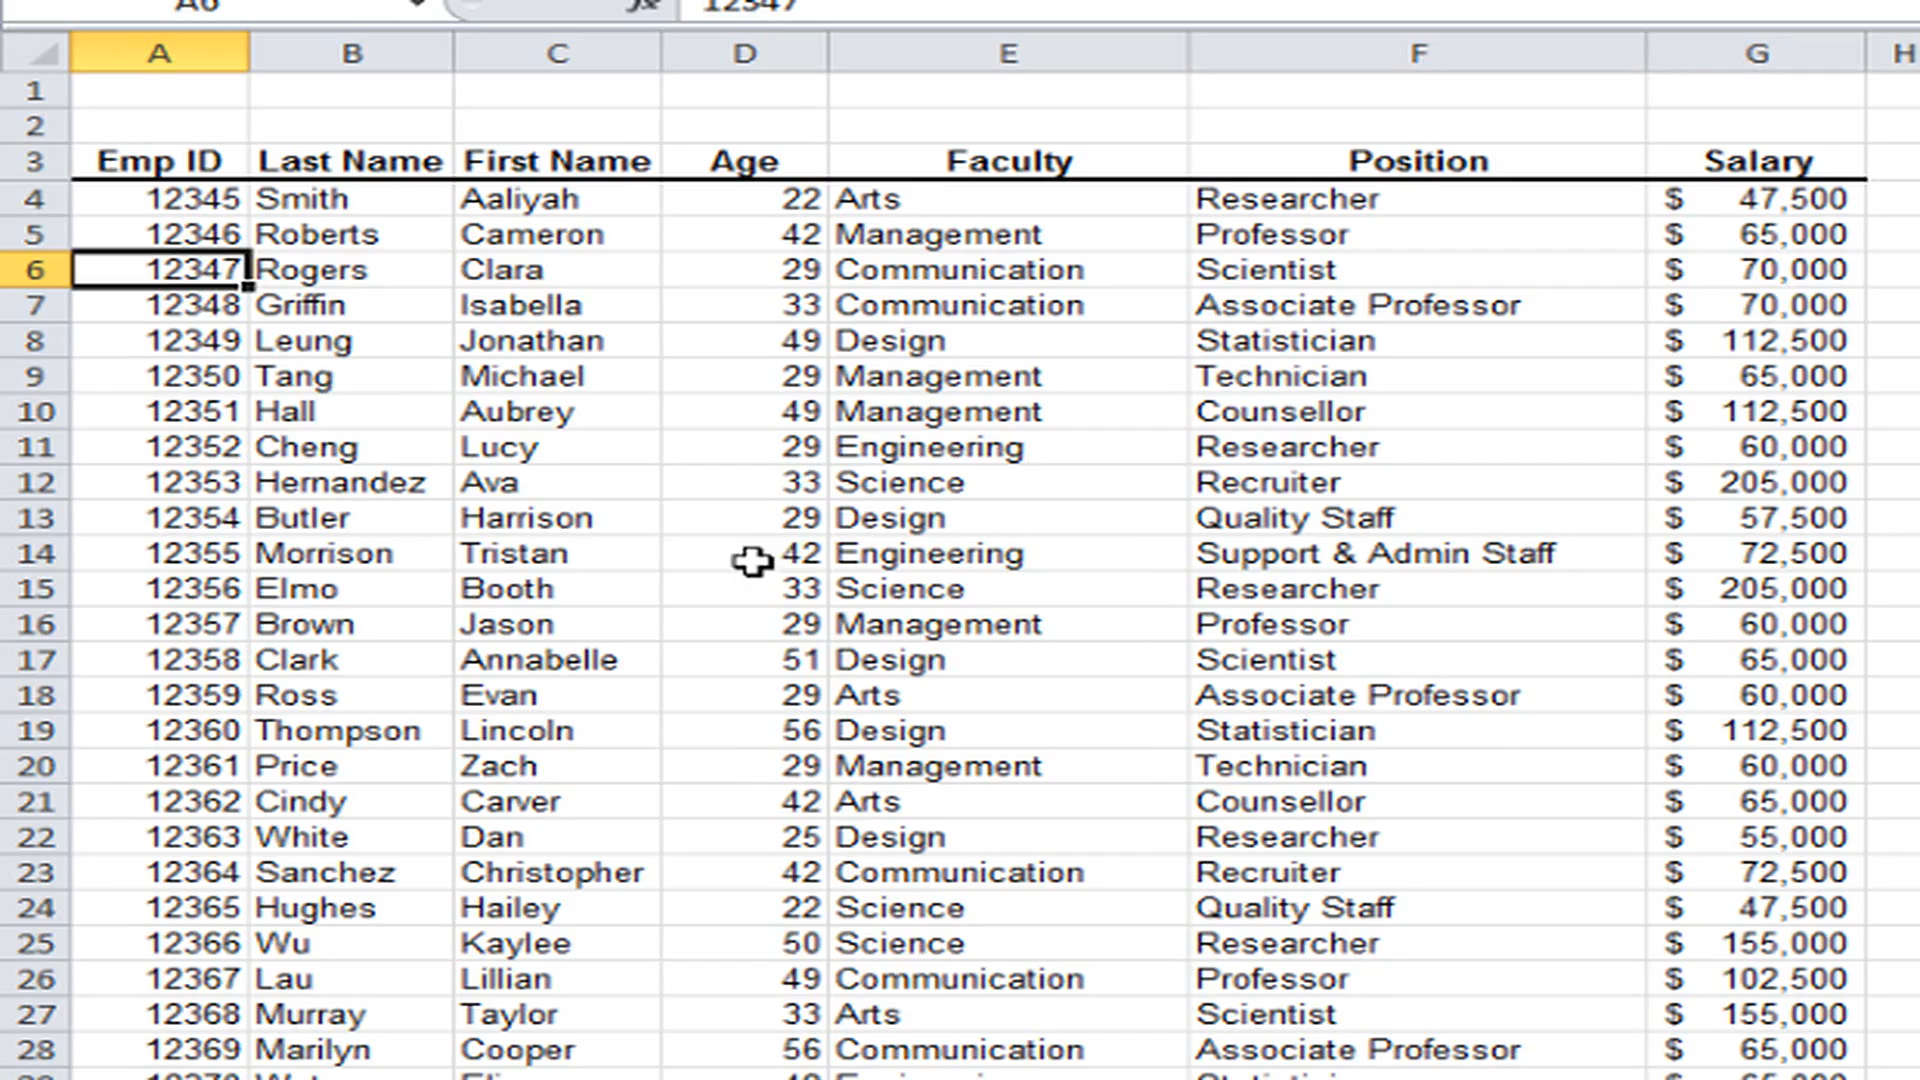 A6 fx 12347
A B C D E F G H
1
2
3 Emp ID Last Name First Name Age Faculty Position Salary
4 12345 Smith Aaliyah 22 Arts Researcher $ 47,500
5 12346 Roberts Cameron 42 Management Professor $ 65,000
6 12347 Rogers Clara 29 Communication Scientist $ 70,000
7 12348 Griffin Isabella 33 Communication Associate Professor $ 70,000
8 12349 Leung Jonathan 49 Design Statistician $ 112,500
9 12350 Tang Michael 29 Management Technician $ 65,000
10 12351 Hall Aubrey 49 Management Counsellor $ 112,500
11 12352 Cheng Lucy 29 Engineering Researcher $ 60,000
12 12353 Hernandez Ava 33 Science Recruiter $ 205,000
13 12354 Butler Harrison 29 Design Quality Staff $ 57,500
14 12355 Morrison Tristan 42 Engineering Support & Admin Staff $ 72,500
15 12356 Elmo Booth 33 Science Researcher $ 205,000
16 12357 Brown Jason 29 Management Professor $ 60,000
17 12358 Clark Annabelle 51 Design Scientist $ 65,000
18 12359 Ross Evan 29 Arts Associate Professor $ 60,000
19 12360 Thompson Lincoln 56 Design Statistician $ 112,500
20 12361 Price Zach 29 Management Technician $ 60,000
21 12362 Cindy Carver 42 Arts Counsellor $ 65,000
22 12363 White Dan 25 Design Researcher $ 55,000
23 12364 Sanchez Christopher 42 Communication Recruiter $ 72,500
24 12365 Hughes Hailey 22 Science Quality Staff $ 47,500
25 12366 Wu Kaylee 50 Science Researcher $ 155,000
26 12367 Lau Lillian 49 Communication Professor $ 102,500
27 12368 Murray Taylor 33 Arts Scientist $ 155,000
28 12369 Marilyn Cooper 56 Communication Associate Professor $ 65,000